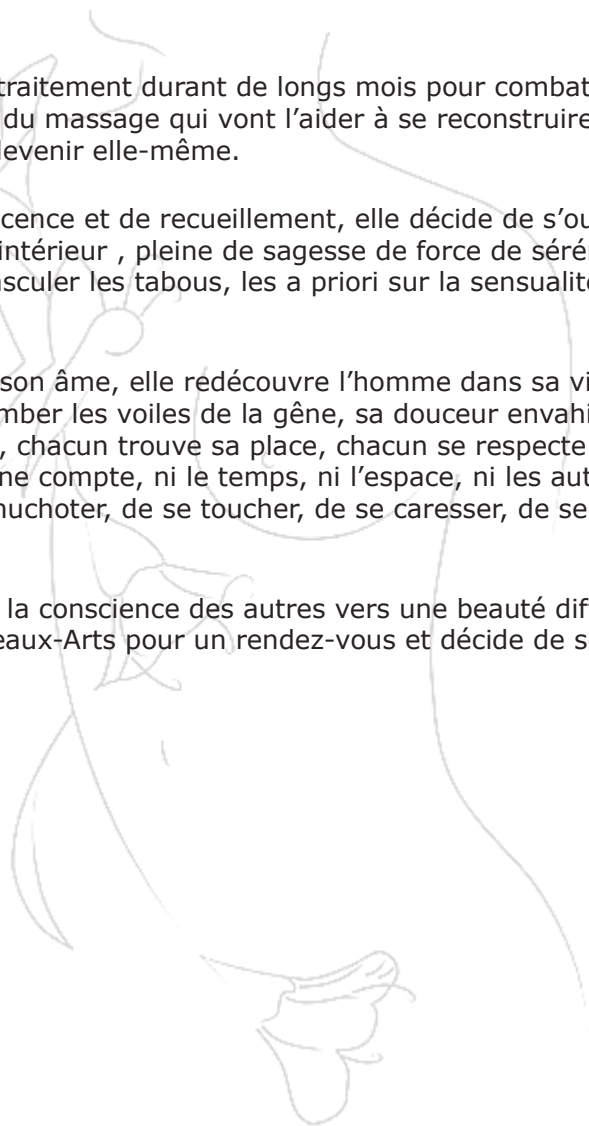 traitement durant de longs mois pour combat
du massage qui vont l’aider à se reconstruire
devenir elle-même.
cence et de recueillement, elle décide de s’ou
intérieur , pleine de sagesse de force de séré
sculer les tabous, les a priori sur la sensualit
son âme, elle redécouvre l’homme dans sa vi
mber les voiles de la gêne, sa douceur envahi
, chacun trouve sa place, chacun se respecte
ne compte, ni le temps, ni l’espace, ni les aut
huchoter, de se toucher, de se caresser, de se
la conscience des autres vers une beauté dif
eaux-Arts pour un rendez-vous et décide de s